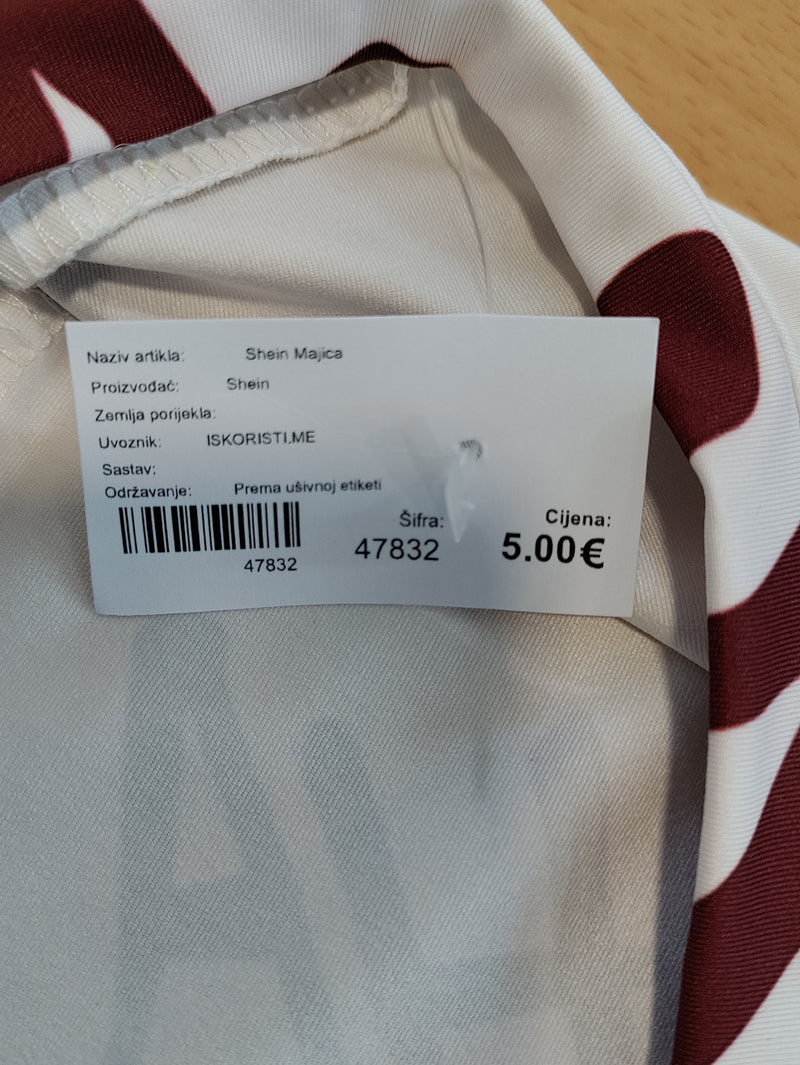 Naziv artikla: Shein Majica
Proizvođač: Shein
Zemlja porijekla:
Uvoznik: ISKORISTI.ME
Sastav:
Održavanje: Prema ušivnoj etiketi
47832
Šifra:
47832
Cijena:
5.00€